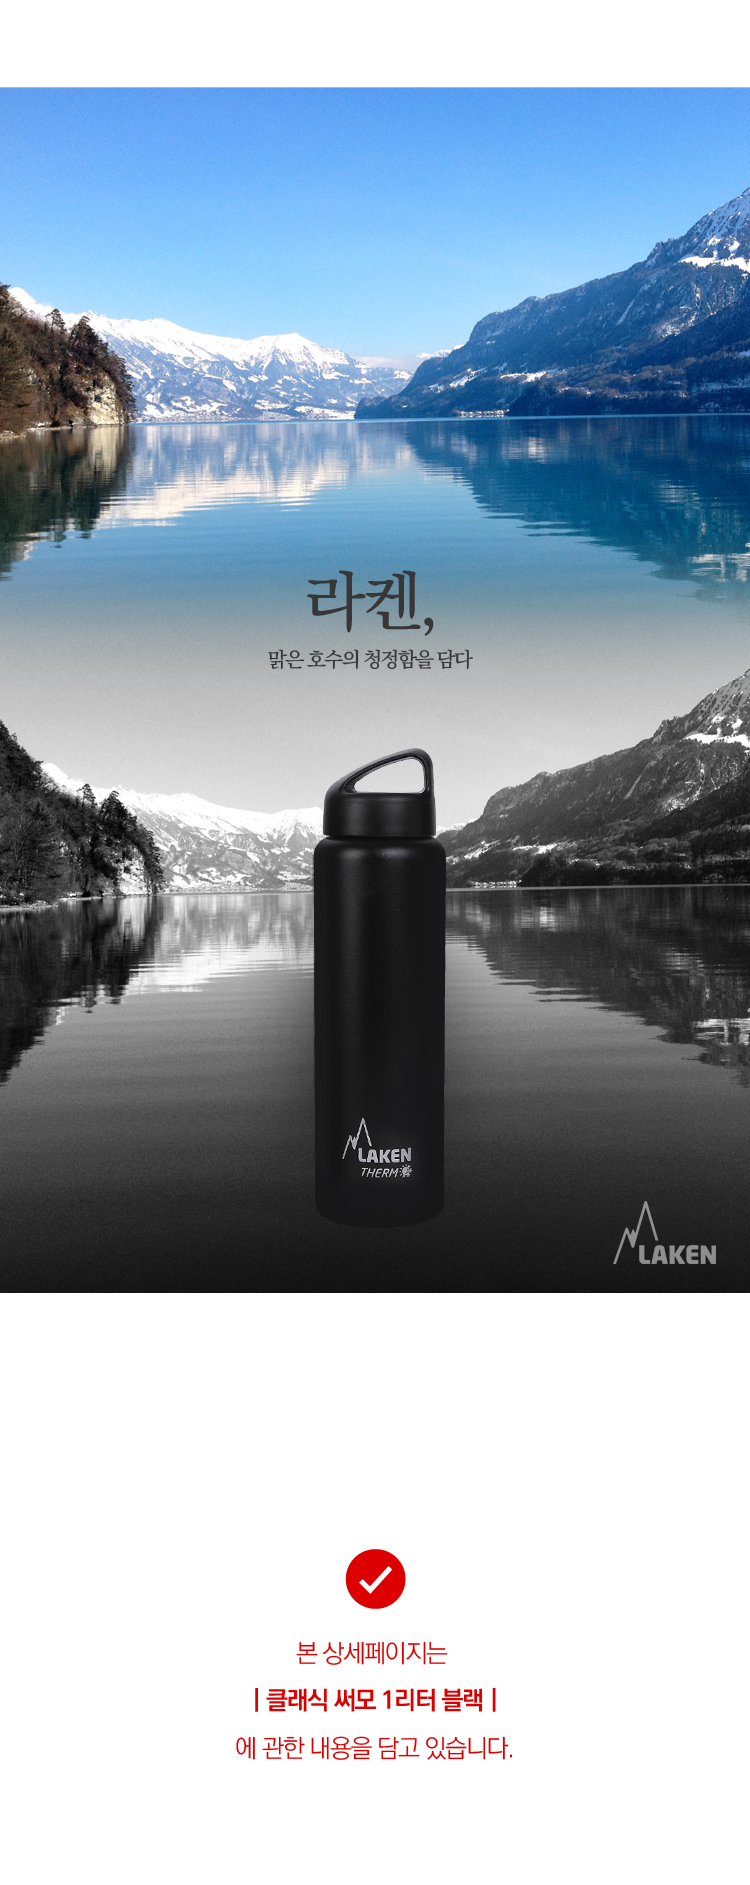 라켄,
맑은 호수의 청정함을 담다
LAKEN
THERMO
LAKEN
본 상세페이지는
| 클래식 써모 1리터 블랙 |
에 관한 내용을 담고 있습니다.